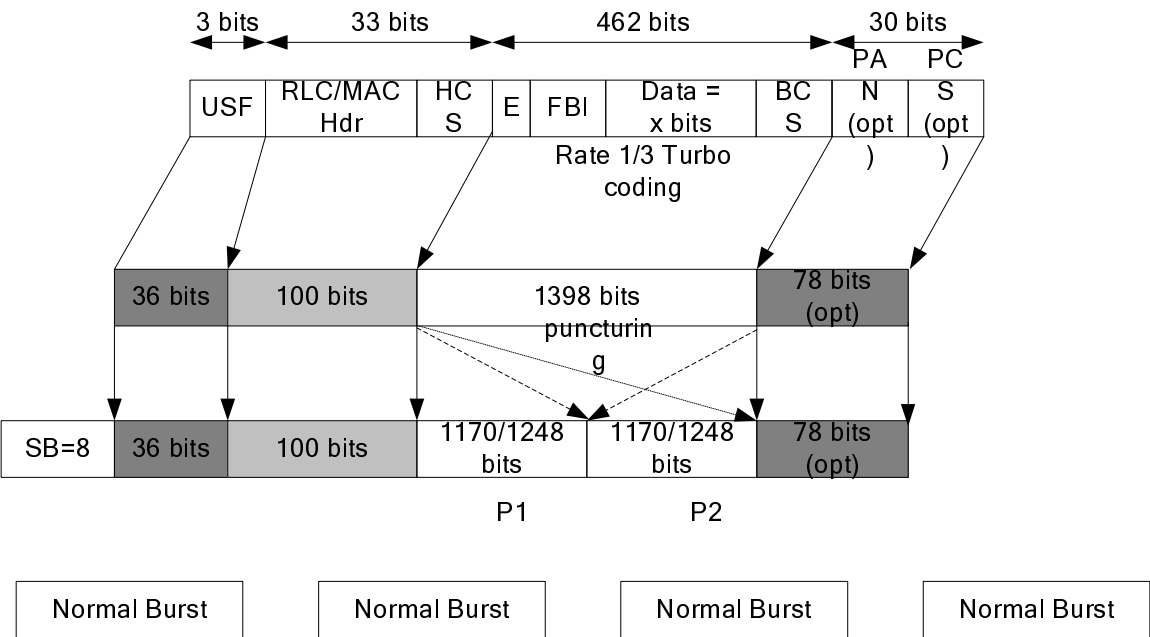 3 bits 33 bits 462 bits 30 bits
USF RLC/MAC Hdr HC S E FBI Data = x bits BC S PA N (opt ) PC S (opt )
Rate 1/3 Turbo
coding
36 bits 100 bits 1398 bits 78 bits (opt)
puncturin
g
SB=8 36 bits 100 bits 1170/1248 bits 1170/1248 bits 78 bits (opt)
P1 P2
Normal Burst Normal Burst Normal Burst Normal Burst